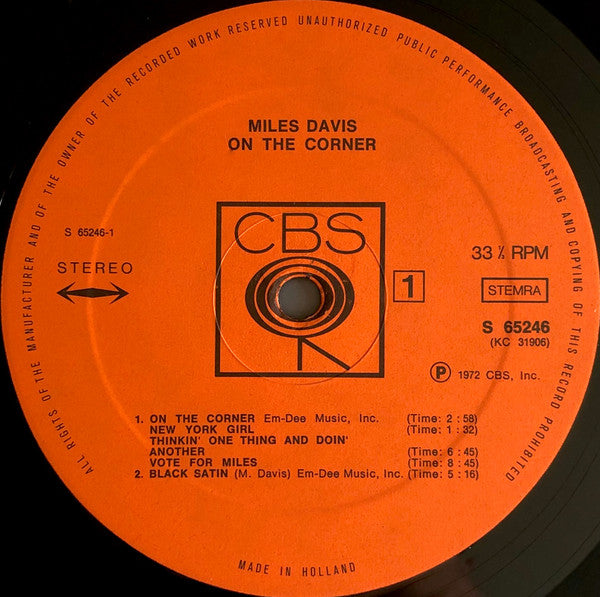 ALL RIGHTS OF THE MANUFACTURER AND OF THE OWNER OF THE RECORDED WORK RESERVED UNAUTHORIZED PUBLIC PERFORMANCE BROADCASTING AND COPYING OF THIS RECORD PROHIBITED
MILES DAVIS
ON THE CORNER
S 65246-1
STEREO
CBS
1
33 ⅓ RPM
STEMRA
S 65246
(KC 31906)
Ⓟ 1972 CBS, Inc.
1. ON THE CORNER Em-Dee Music, Inc. (Time: 2 : 58)
NEW YORK GIRL (Time: 1 : 32)
THINKIN' ONE THING AND DOIN'
ANOTHER (Time: 6 : 45)
VOTE FOR MILES (Time: 8 : 45)
2. BLACK SATIN (M. Davis) Em-Dee Music, Inc. (Time: 5 : 16)
MADE IN HOLLAND